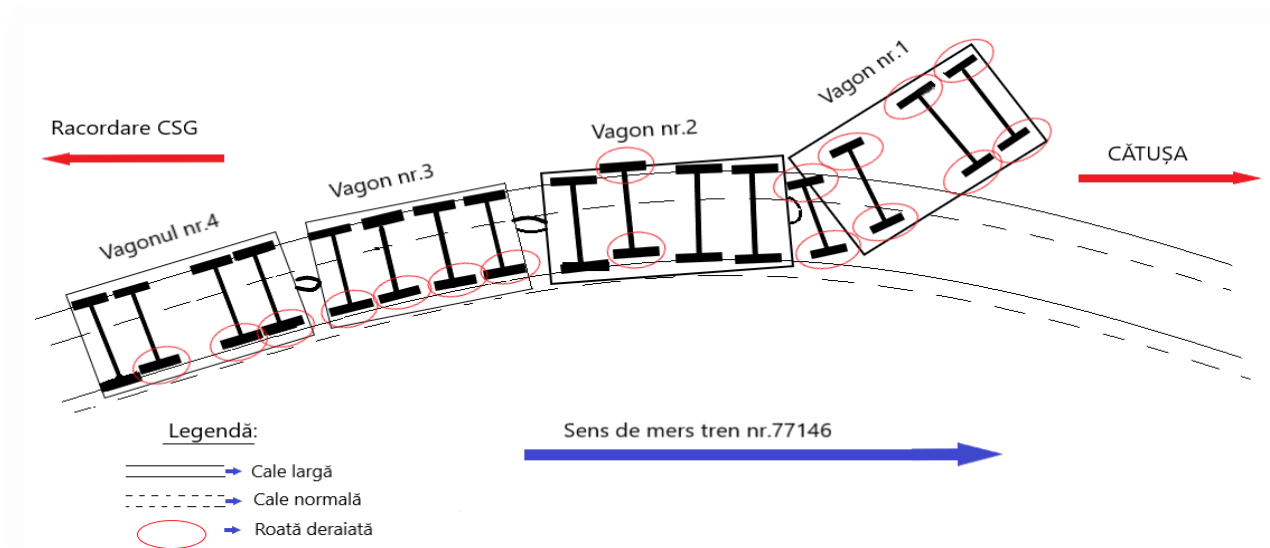 Racordare CSG
Vagonul nr.4
Vagon nr.3
Vagon nr.2
Vagon nr.1
CĂTUȘA
Legendă:
Cale largă
Cale normală
Roată deraiată
Sens de mers tren nr.77146